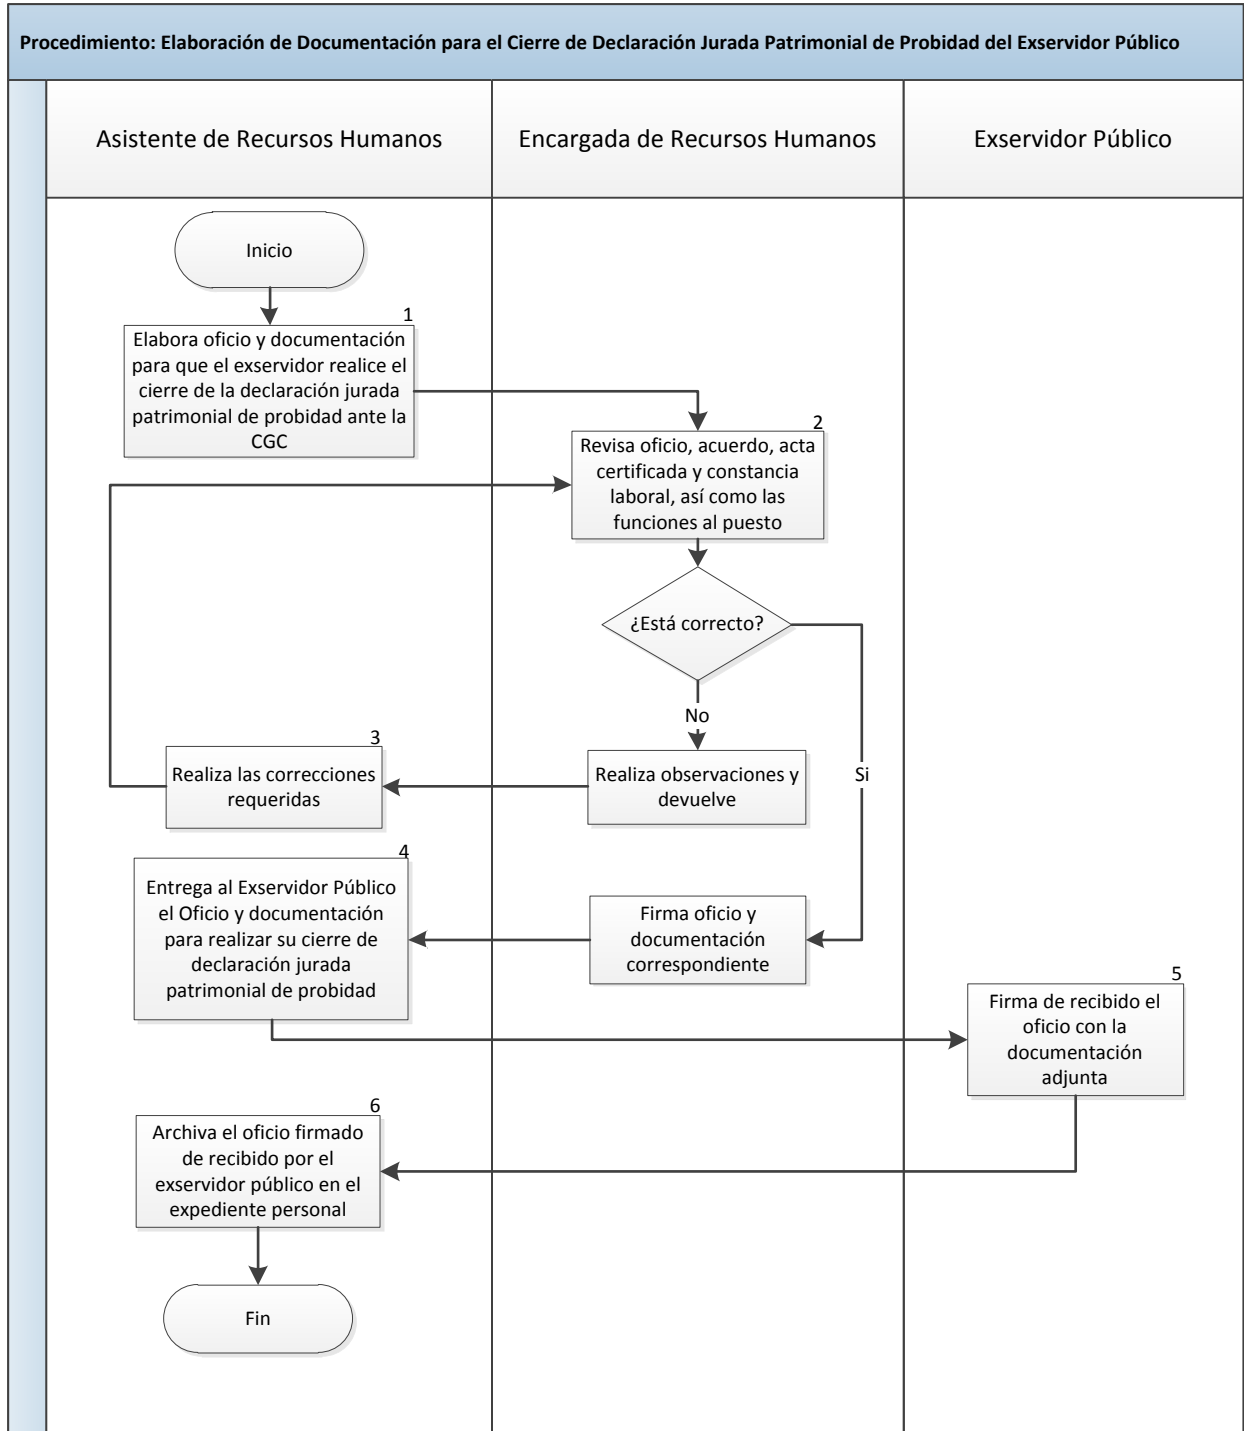 Procedimiento: Elaboración de Documentación para el Cierre de Declaración Jurada Patrimonial de Probidad del Exservidor Público
Asistente de Recursos Humanos
Encargada de Recursos Humanos
Exservidor Público
Inicio
1
Elabora oficio y documentación
para que el exservidor realice el
cierre de la declaración jurada
patrimonial de probidad ante la
CGC
2
Revisa oficio, acuerdo, acta
certificada y constancia
laboral, así como las
funciones al puesto
¿Está correcto?
No
Si
3
Realiza las correcciones
requeridas
Realiza observaciones y
devuelve
4
Entrega al Exservidor Público
el Oficio y documentación
para realizar su cierre de
declaración jurada
patrimonial de probidad
Firma oficio y
documentación
correspondiente
5
Firma de recibido el
oficio con la
documentación
adjunta
6
Archiva el oficio firmado
de recibido por el
exservidor público en el
expediente personal
Fin